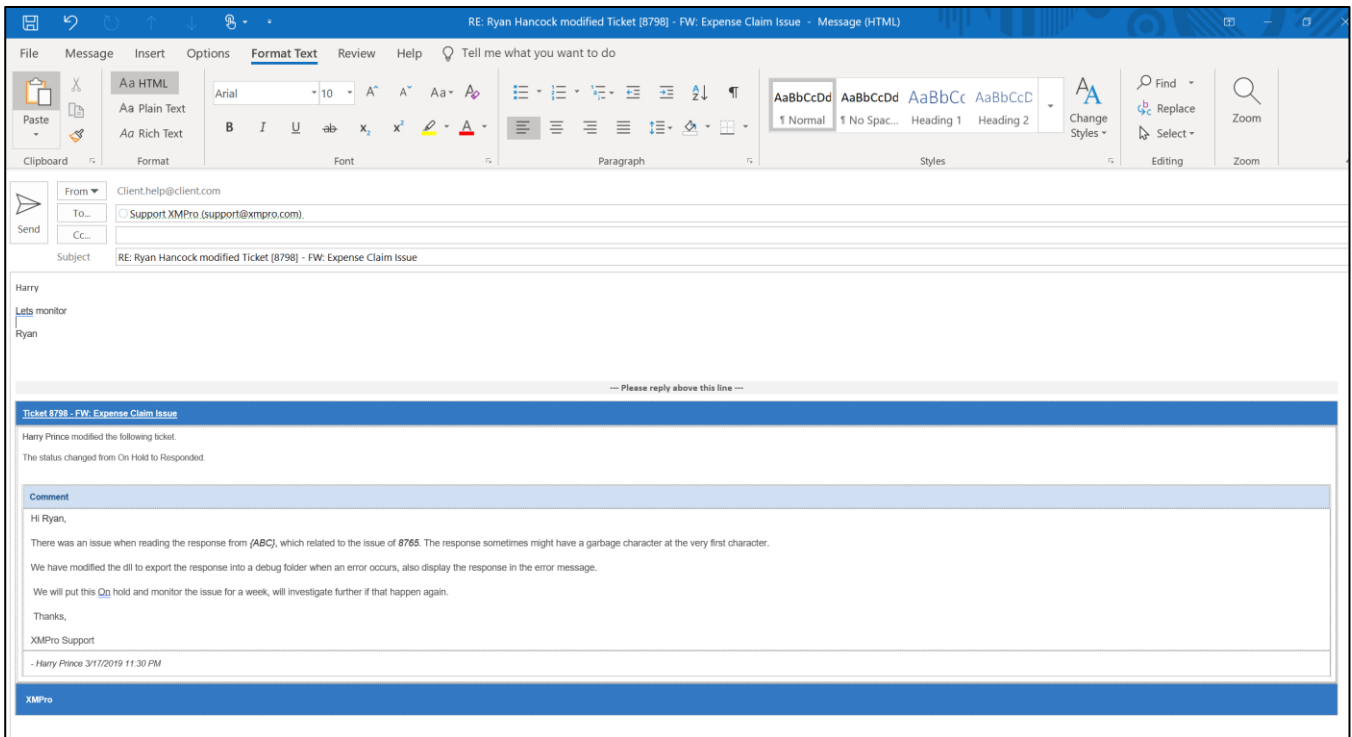 RE: Ryan Hancock modified Ticket [8798] - FW: Expense Claim Issue - Message (HTML)
File Message Insert Options Format Text Review Help Tell me what you want to do
Paste
Clipboard
Aa HTML
Aa Plain Text
Aa Rich Text
Format
Arial 10 A^ A˅ Aa A
B I U ab x₂ x² A
Font
Paragraph
AaBbCcDd AaBbCcDd AaBbCc AaBbCcD
¶ Normal ¶ No Spac... Heading 1 Heading 2
Change
Styles
Styles
Find
Replace
Select
Editing
Zoom
Zoom
Send
From Client.help@client.com
To... Support XMPro (support@xmpro.com)
Cc...
Subject RE: Ryan Hancock modified Ticket [8798] - FW: Expense Claim Issue
Harry
Lets monitor
Ryan
--- Please reply above this line ---
Ticket 8798 - FW: Expense Claim Issue
Harry Prince modified the following ticket.
The status changed from On Hold to Responded.
Comment
Hi Ryan,
There was an issue when reading the response from {ABC}, which related to the issue of 8765. The response sometimes might have a garbage character at the very first character.
We have modified the dll to export the response into a debug folder when an error occurs, also display the response in the error message.
We will put this On hold and monitor the issue for a week, will investigate further if that happen again.
Thanks,
XMPro Support
- Harry Prince 3/17/2019 11:30 PM
XMPro